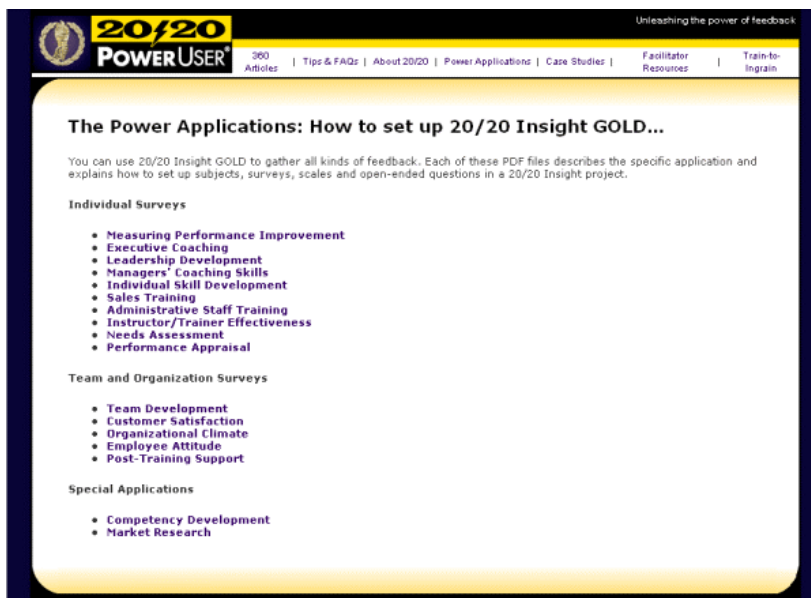 Unleashing the power of feedback
20/20
POWERUSER®
360 Articles | Tips & FAQs | About 20/20 | Power Applications | Case Studies | Facilitator Resources | Train-to-Ingrain
The Power Applications: How to set up 20/20 Insight GOLD...
You can use 20/20 Insight GOLD to gather all kinds of feedback. Each of these PDF files describes the specific application and
explains how to set up subjects, surveys, scales and open-ended questions in a 20/20 Insight project.
Individual Surveys
• Measuring Performance Improvement
• Executive Coaching
• Leadership Development
• Managers' Coaching Skills
• Individual Skill Development
• Sales Training
• Administrative Staff Training
• Instructor/Trainer Effectiveness
• Needs Assessment
• Performance Appraisal
Team and Organization Surveys
• Team Development
• Customer Satisfaction
• Organizational Climate
• Employee Attitude
• Post-Training Support
Special Applications
• Competency Development
• Market Research